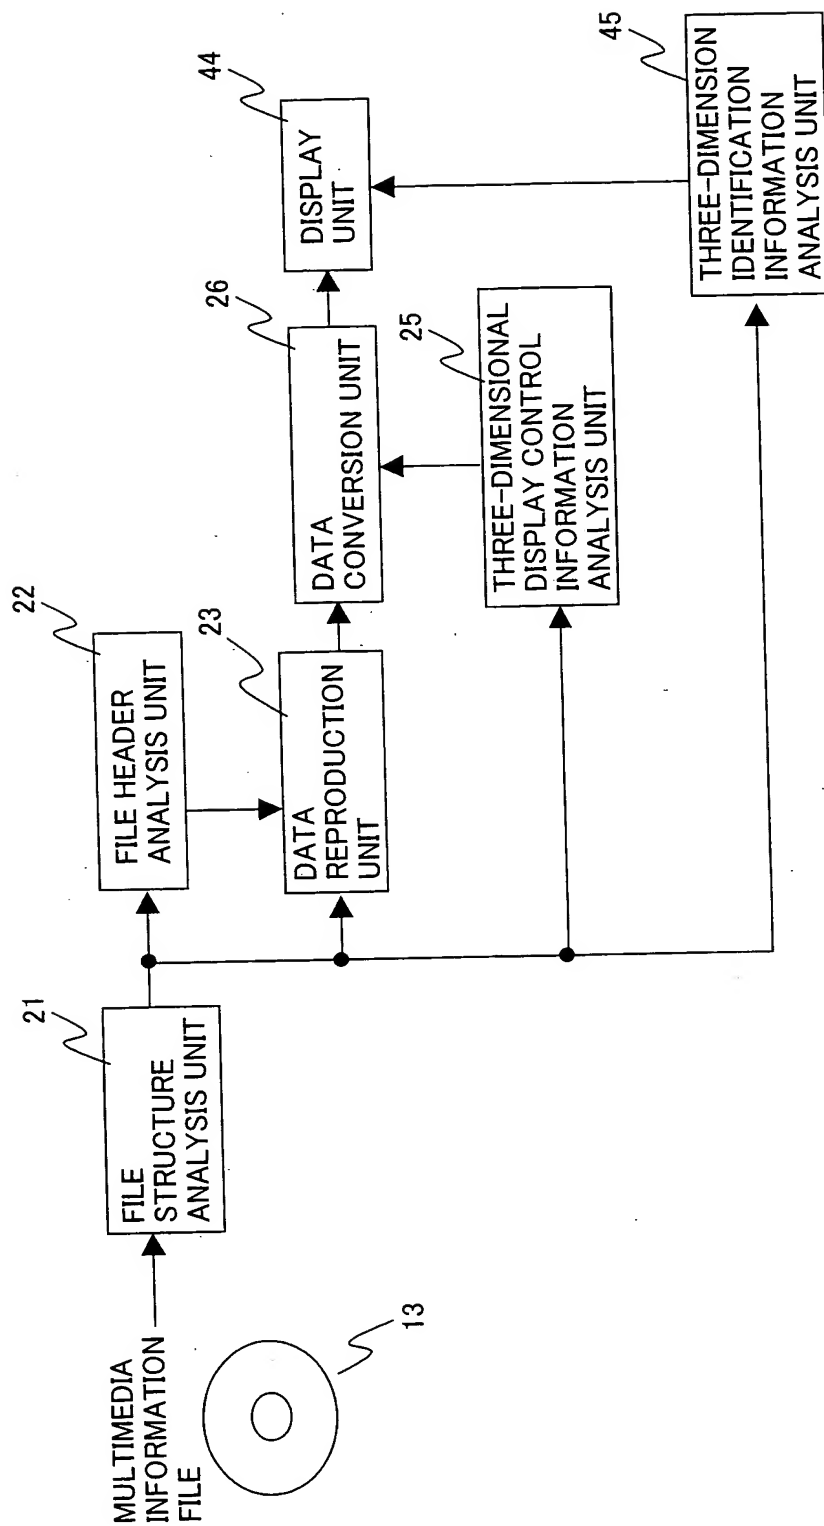 MULTIMEDIA
INFORMATION
FILE
13
21
FILE
STRUCTURE
ANALYSIS UNIT
22
FILE HEADER
ANALYSIS UNIT
23
DATA
REPRODUCTION
UNIT
26
DATA
CONVERSION UNIT
44
DISPLAY
UNIT
25
THREE-DIMENSIONAL
DISPLAY CONTROL
INFORMATION
ANALYSIS UNIT
45
THREE-DIMENSION
IDENTIFICATION
INFORMATION
ANALYSIS UNIT